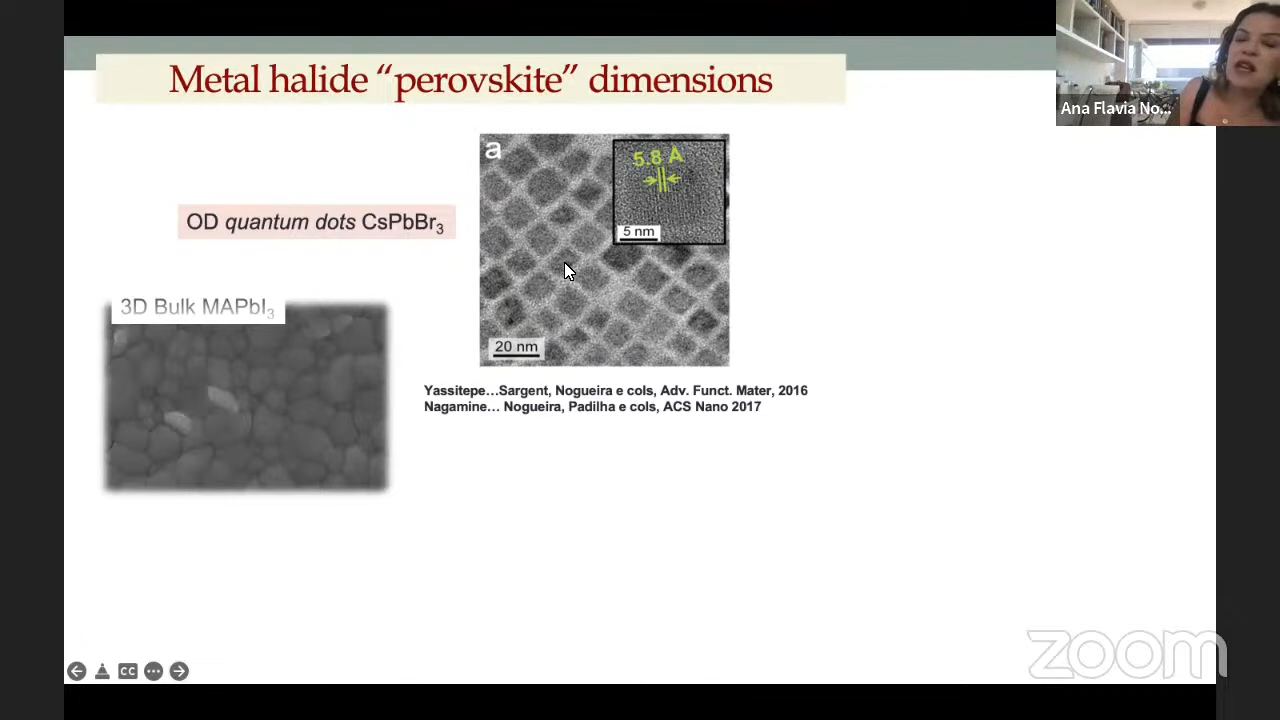 Metal halide “perovskite” dimensions
Ana Flavia No...
a
5.8 Å
5 nm
OD quantum dots CsPbBr₃
20 nm
3D Bulk MAPbI₃
Yassitepe…Sargent, Nogueira e cols, Adv. Funct. Mater, 2016
Nagamine… Nogueira, Padilha e cols, ACS Nano 2017
CC
zoom